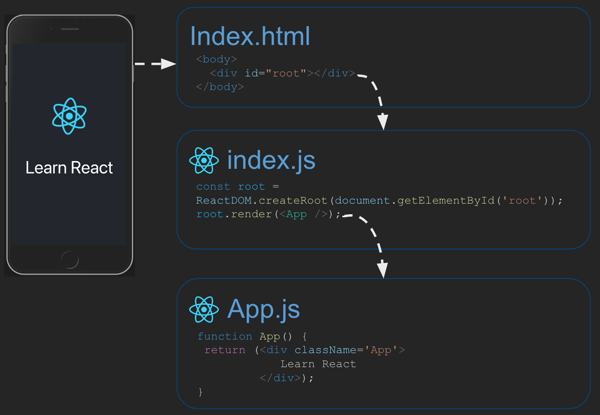 Learn React
Index.html
<body>
<div id="root"></div>
</body>
index.js
const root =
ReactDOM.createRoot(document.getElementById('root'));
root.render(<App />);
App.js
function App() {
return (<div className='App'>
Learn React
</div>);
}